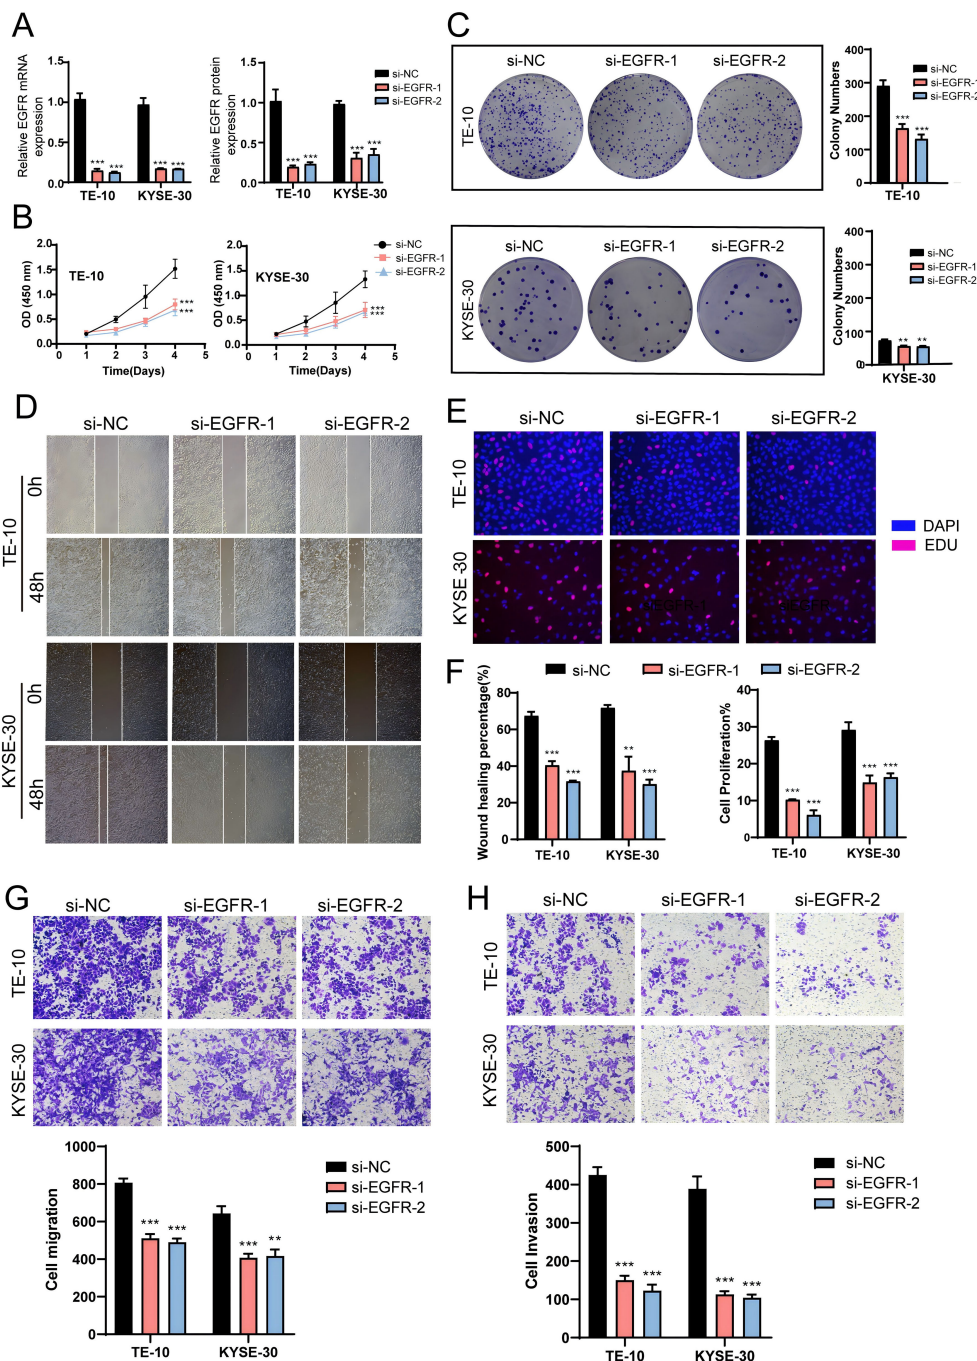 A
Relative EGFR mRNA
expression
1.5
1.0
0.5
0.0
*** *** *** ***
TE-10 KYSE-30
Relative EGFR protein
expression
1.5
1.0
0.5
0.0
*** *** *** ***
TE-10 KYSE-30
si-NC
si-EGFR-1
si-EGFR-2
B
OD (450 nm)
2.0
1.5
1.0
0.5
0.0
TE-10
***
***
0 1 2 3 4 5
Time(Days)
OD (450 nm)
2.0
1.5
1.0
0.5
0.0
KYSE-30
***
***
0 1 2 3 4 5
Time(Days)
si-NC
si-EGFR-1
si-EGFR-2
C
si-NC si-EGFR-1 si-EGFR-2
TE-10
Colony Numbers
400
300
200
100
0
*** ***
TE-10
si-NC
si-EGFR-1
si-EGFR-2
si-NC si-EGFR-1 si-EGFR-2
KYSE-30
Colony Numbers
400
300
200
100
0
** **
KYSE-30
si-NC
si-EGFR-1
si-EGFR-2
D
si-NC si-EGFR-1 si-EGFR-2
TE-10
0h
48h
KYSE-30
0h
48h
E
si-NC si-EGFR-1 si-EGFR-2
TE-10
KYSE-30
si-EGFR-1
DAPI
EDU
F
si-NC si-EGFR-1 si-EGFR-2
Wound healing percentage(%)
80
60
40
20
0
*** *** ** ***
TE-10 KYSE-30
Cell Proliferation%
40
30
20
10
0
*** *** *** ***
TE-10 KYSE-30
G
si-NC si-EGFR-1 si-EGFR-2
TE-10
KYSE-30
Cell migration
1000
800
600
400
200
0
*** *** *** **
TE-10 KYSE-30
si-NC
si-EGFR-1
si-EGFR-2
H
si-NC si-EGFR-1 si-EGFR-2
TE-10
KYSE-30
Cell Invasion
500
400
300
200
100
0
*** *** *** ***
TE-10 KYSE-30
si-NC
si-EGFR-1
si-EGFR-2